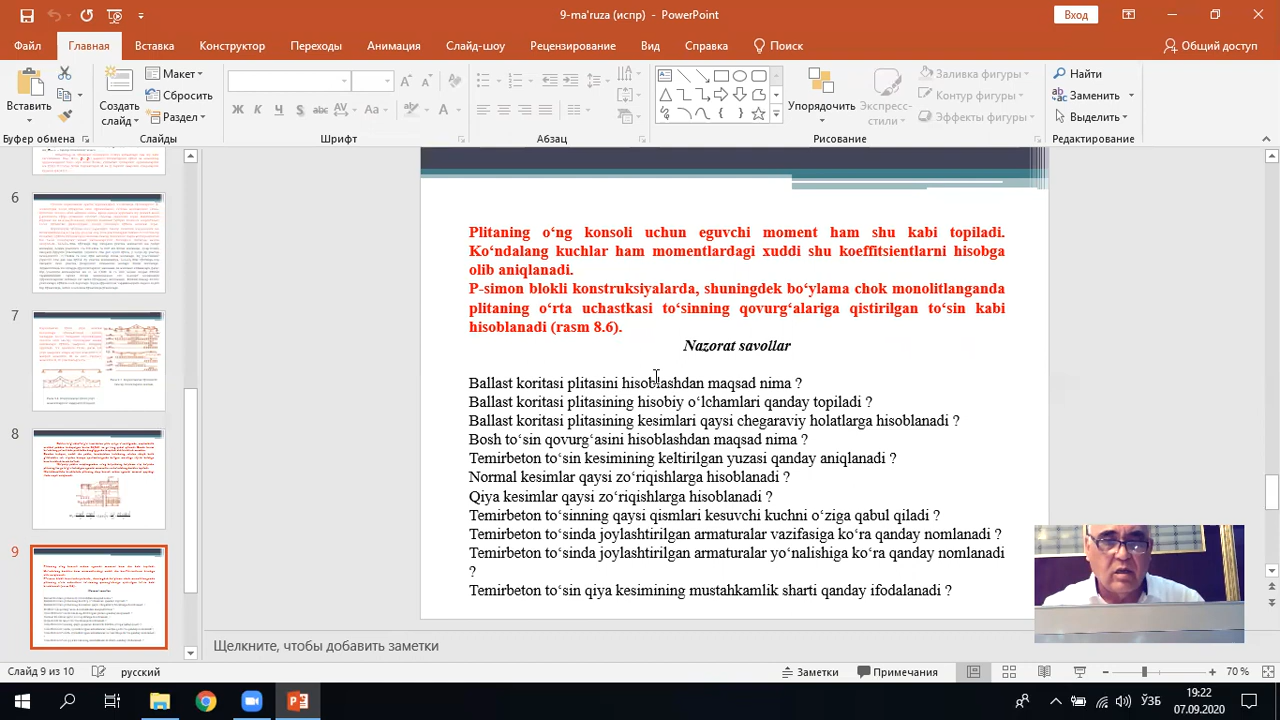 9-ma'ruza (испр) - PowerPoint
Вход
Файл Главная Вставка Конструктор Переходы Анимация Слайд-шоу Рецензирование Вид Справка Поиск Общий доступ
Макет
Сбросить
Раздел
Вставить
Создать слайд
Ж К Ч S abc AV Aa А
Упорядочить
Экспресс-стили
Заливка фигуры
Контур фигуры
Эффекты фигуры
Найти
Заменить
Выделить
Буфер обмена Слайды Шрифт Абзац Рисование Редактирование
6
7
8
9
Plitaning o‘ng konsoli uchun eguvchi moment ham shu kabi topiladi.
Ko‘ndalang kuchlar ham momentlardagi xuddi shu koeffitsientlarni hisobga
olib aniqlanadi.
P-simon blokli konstruksiyalarda, shuningdek bo‘ylama chok monolitlanganda
plitaning o‘rta uchastkasi to‘sinning qovurg‘alariga qistirilgan to‘sin kabi
hisoblanadi (rasm 8.6).
Nazorat savollar
Ballast koritasi plitasini hisoblashdan maqsad nima ?
Ballast koritasi plitasining hisobiy o‘lchamlari qanday topiladi ?
Ballast koritasi plitasining kesimlari qaysi chegaraviy holatlarga hisoblanadi ?
Bosh to‘sin qovurg‘asini hisoblashdan maqsad nima ?
Temirbeton to‘sin kesimining keltirilgan yuzasi qanday aniqlanadi ?
Normal kesimlar qaysi zo‘riqishlarga hisoblanadi ?
Qiya kesimlar qaysi zo‘riqishlarga hisoblanadi ?
Temirbeton to‘sinning qaysi qismlari kesuvchi kuchni o‘ziga qabul qiladi ?
Temirbeton to‘sinda joylashtirilgan armaturalar vazifasiga ko‘ra qanday nomlanadi ?
Temirbeton to‘sinda joylashtirilgan armaturalar yo‘nalishiga ko‘ra qanday nomlanadi
?
Temirbeton to‘sin qiya kesimining mustahkamlik sharti qanday ifodalanadi ?
Щелкните, чтобы добавить заметки
Слайд 9 из 10 русский Заметки Примечания 70 %
ЎЗБ
19:22
07.09.2020